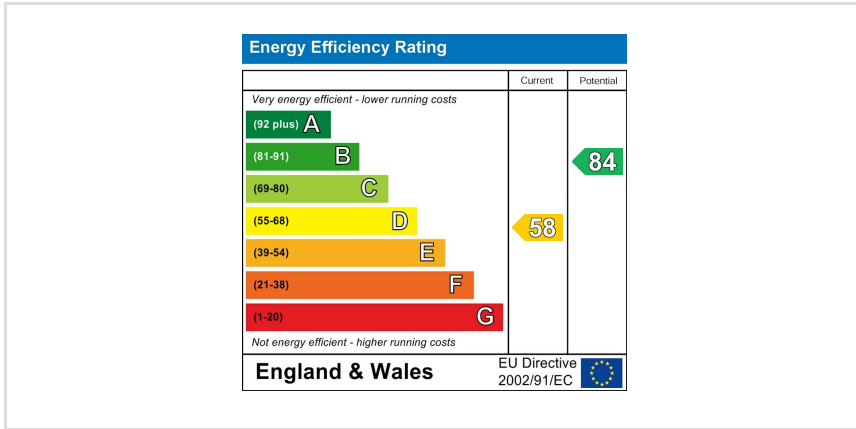 Energy Efficiency Rating
Current Potential
Very energy efficient - lower running costs
(92 plus) A
(81-91) B
84
(69-80) C
(55-68) D
58
(39-54) E
(21-38) F
(1-20) G
Not energy efficient - higher running costs
England & Wales
EU Directive
2002/91/EC